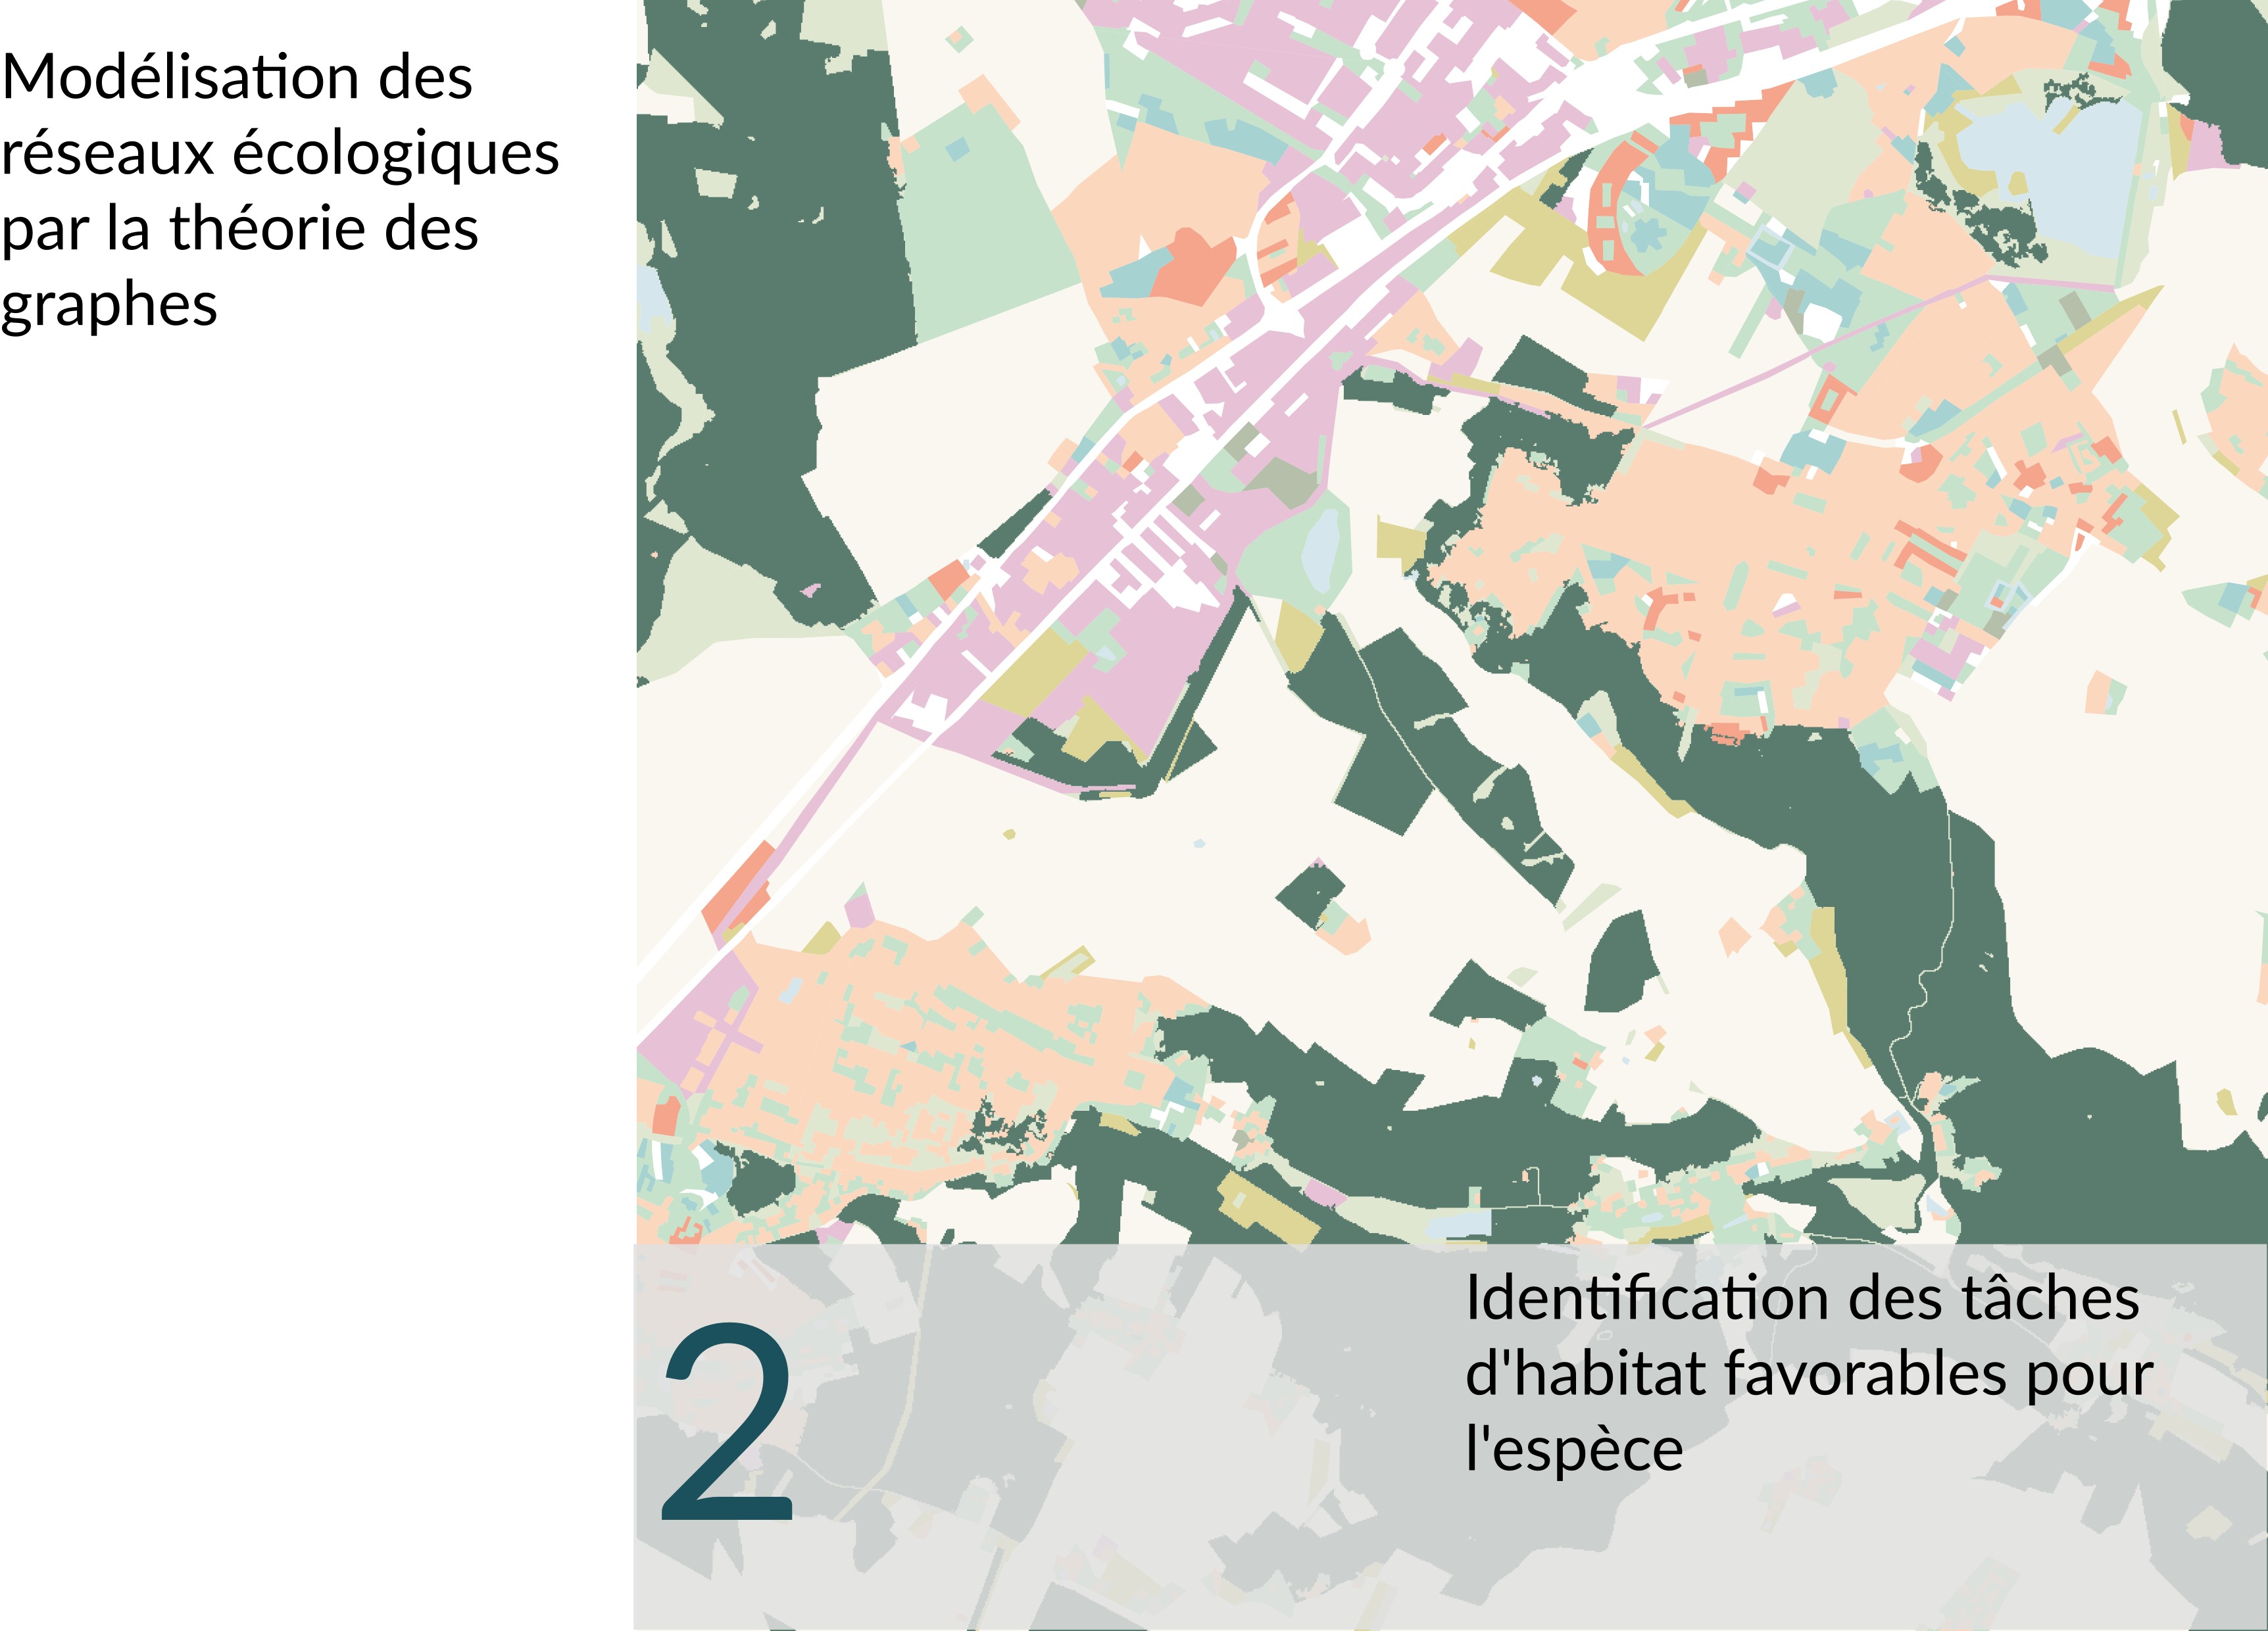 Modélisation des
réseaux écologiques
par la théorie des
graphes
2
Identification des tâches
d'habitat favorables pour
l'espèce